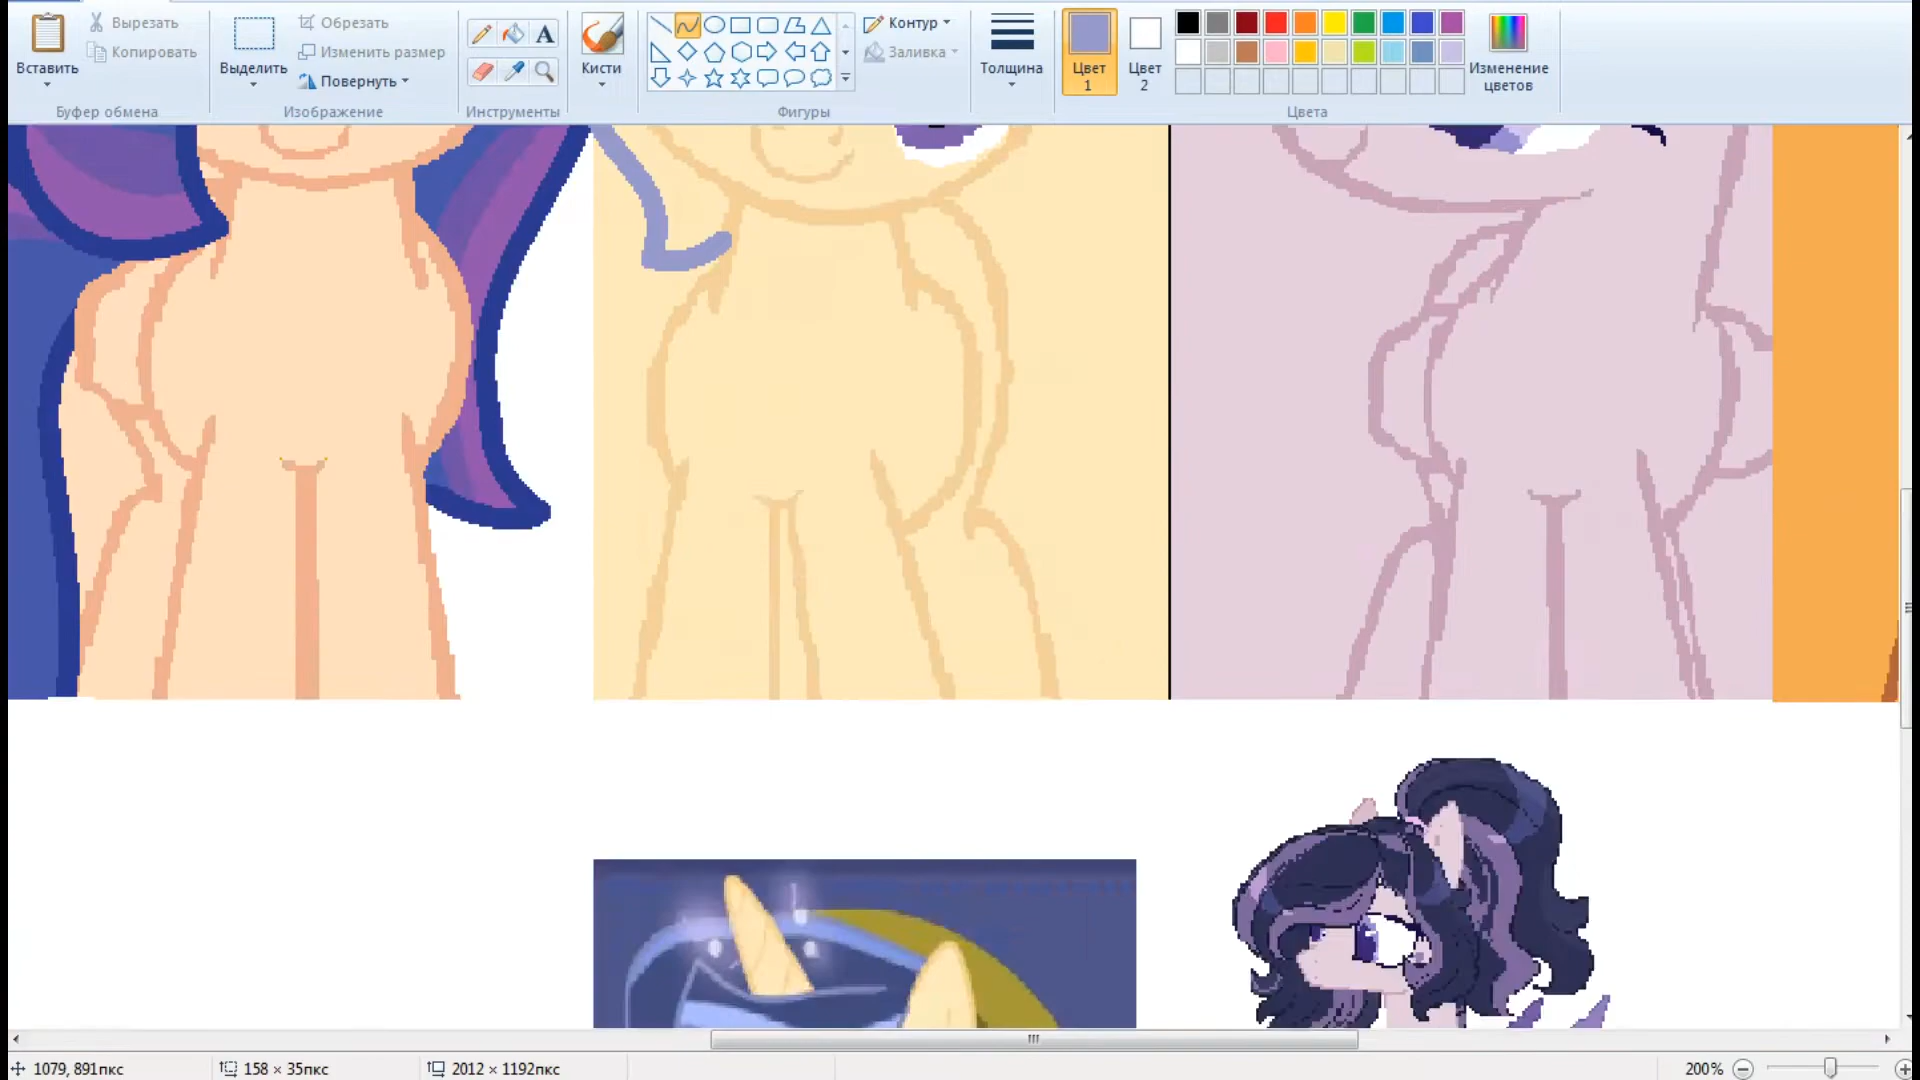 Вставить
Вырезать
Копировать
Буфер обмена
Выделить
Обрезать
Изменить размер
Повернуть
Изображение
A
Инструменты
Кисти
Фигуры
Контур
Заливка
Толщина
Цвет
1
Цвет
2
Изменение
цветов
Цвета
1079, 891пкс
158 × 35пкс
2012 × 1192пкс
200%